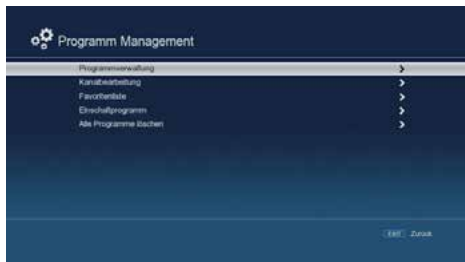 Programm Management
Programmverwaltung
Kanalbearbeitung
Favoritenliste
Einschaltprogramm
Alle Programme löschen
EXIT Zurück